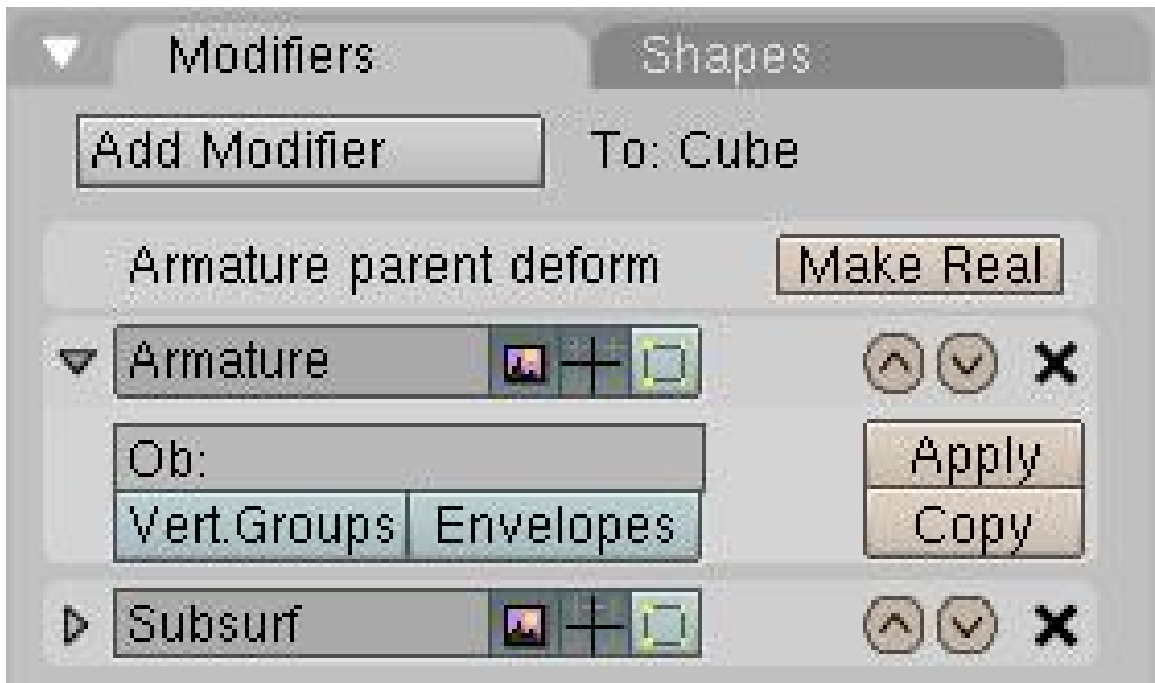 Modifiers Shapes
Add Modifier To: Cube
Armature parent deform Make Real
Armature
Ob: Apply
Vert.Groups Envelopes Copy
Subsurf